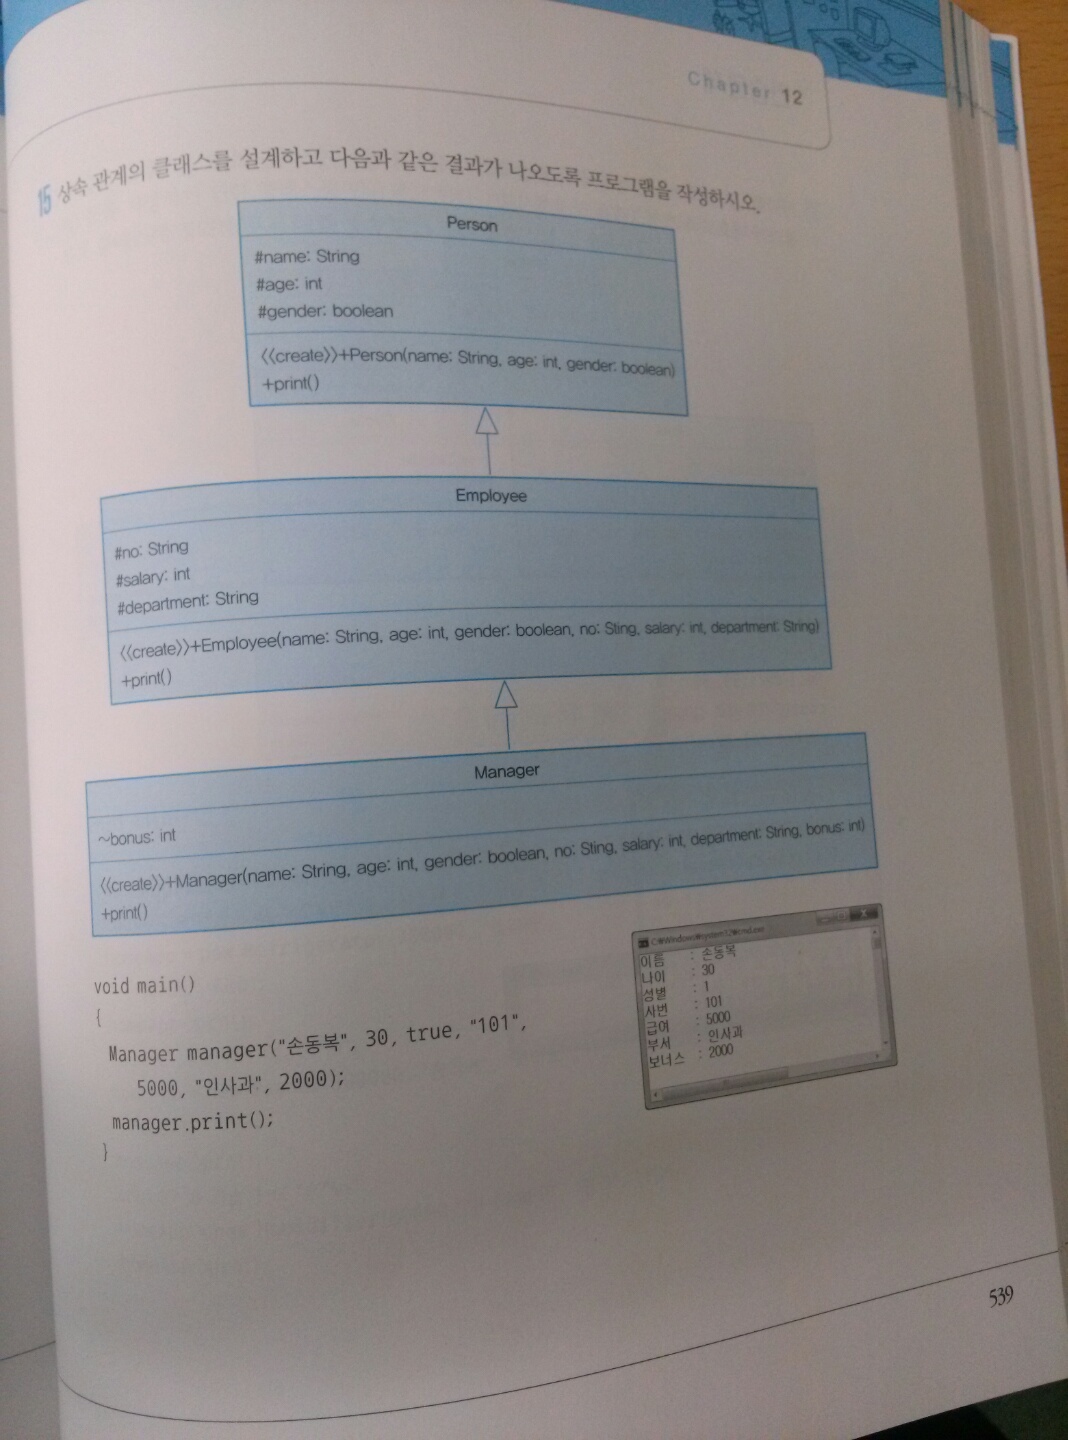 Chapter 12
15 상속 관계의 클래스를 설계하고 다음과 같은 결과가 나오도록 프로그램을 작성하시오.
Person
#name: String
#age: int
#gender: boolean
《create》+Person(name: String, age: int, gender: boolean)
+print()
Employee
#no: String
#salary: int
#department: String
《create》+Employee(name: String, age: int, gender: boolean, no: Sting, salary: int, department: String)
+print()
Manager
~bonus: int
《create》+Manager(name: String, age: int, gender: boolean, no: Sting, salary: int, department: String, bonus: int)
+print()
void main()
{
Manager manager("손동복", 30, true, "101",
5000, "인사과", 2000);
manager.print();
}
C:₩Windows₩system32₩cmd.exe
이름 : 손동복
나이 : 30
성별 : 1
사번 : 101
급여 : 5000
부서 : 인사과
보너스 : 2000
539